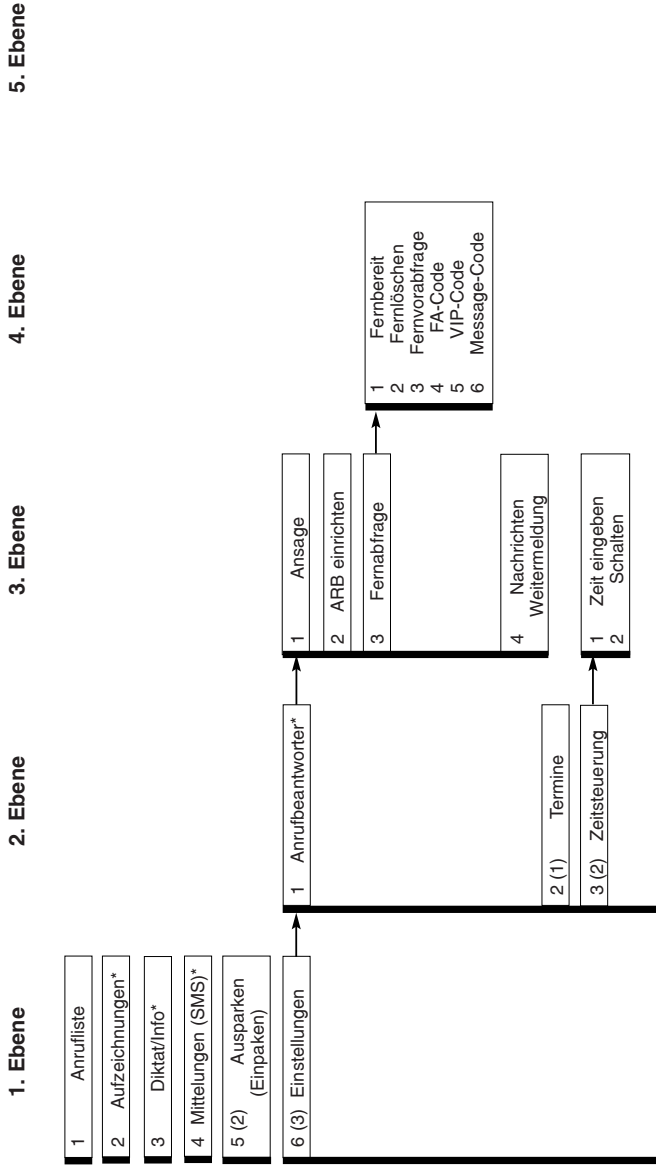 1. Ebene
2. Ebene
3. Ebene
4. Ebene
5. Ebene
1 Anrufliste
2 Aufzeichnungen*
3 Diktat/Info*
4 Mittelungen (SMS)*
5 (2) Ausparken
(Einpaken)
6 (3) Einstellungen
1 Anrufbeantworter*
2 (1) Termine
3 (2) Zeitsteuerung
1 Ansage
2 ARB einrichten
3 Fernabfrage
4 Nachrichten
Weitermeldung
1 Zeit eingeben
2 Schalten
1 Fernbereit
2 Fernlöschen
3 Fernvorabfrage
4 FA-Code
5 VIP-Code
6 Message-Code